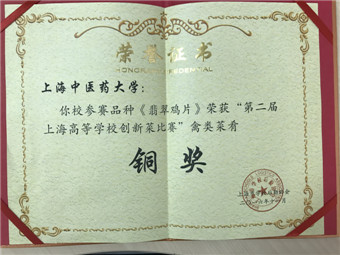 荣誉证书
HONOR CREDENTIAL
上海中医药大学：
你校参赛品种《翡翠鸡片》荣获“第二届
上海高等学校创新菜比赛”禽类菜肴
铜奖